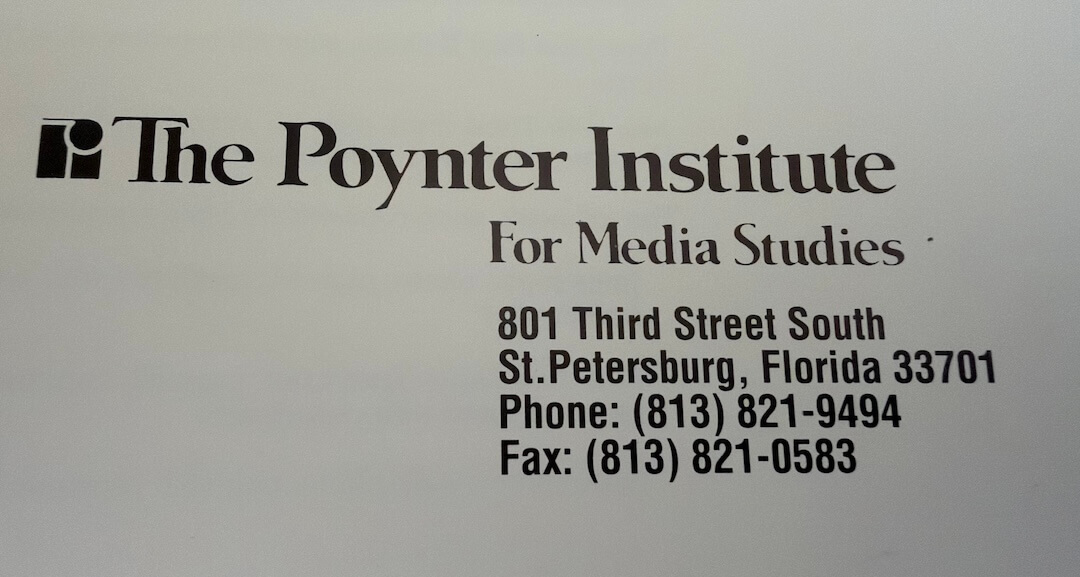 The Poynter Institute
For Media Studies
801 Third Street South
St.Petersburg, Florida 33701
Phone: (813) 821-9494
Fax: (813) 821-0583